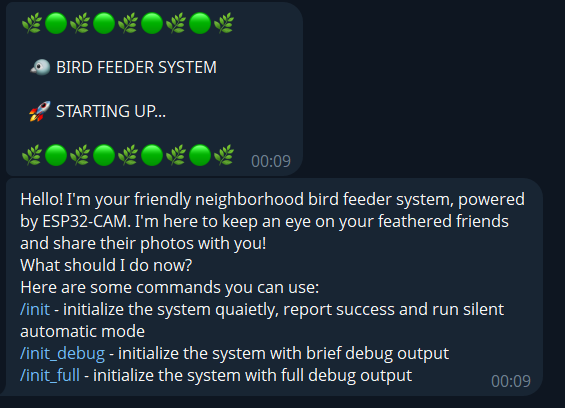 🌿🟢🌿🟢🌿🟢🌿🟢🌿
🐦 BIRD FEEDER SYSTEM
🚀 STARTING UP...
🌿🟢🌿🟢🌿🟢🌿🟢🌿 00:09
Hello! I'm your friendly neighborhood bird feeder system, powered
by ESP32-CAM. I'm here to keep an eye on your feathered friends
and share their photos with you!
What should I do now?
Here are some commands you can use:
/init - initialize the system quaietly, report success and run silent
automatic mode
/init_debug - initialize the system with brief debug output
/init_full - initialize the system with full debug output
00:09